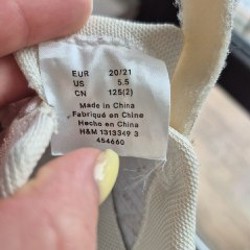 EUR 20/21
US 5.5
CN 125(2)
Made in China
Fabriqué en Chine
Hecho en China
H&M 1313349 3
454660